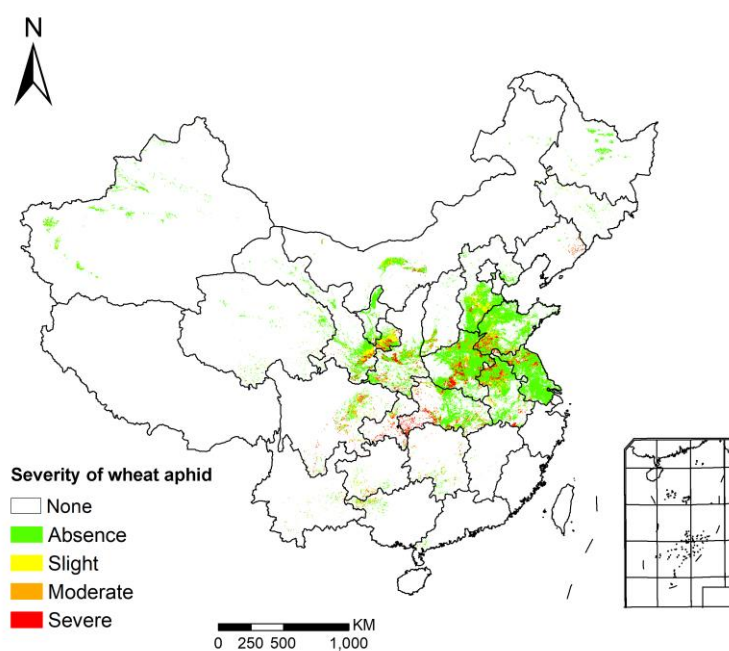 N
Severity of wheat aphid
None
Absence
Slight
Moderate
Severe
KM
0 250 500 1,000